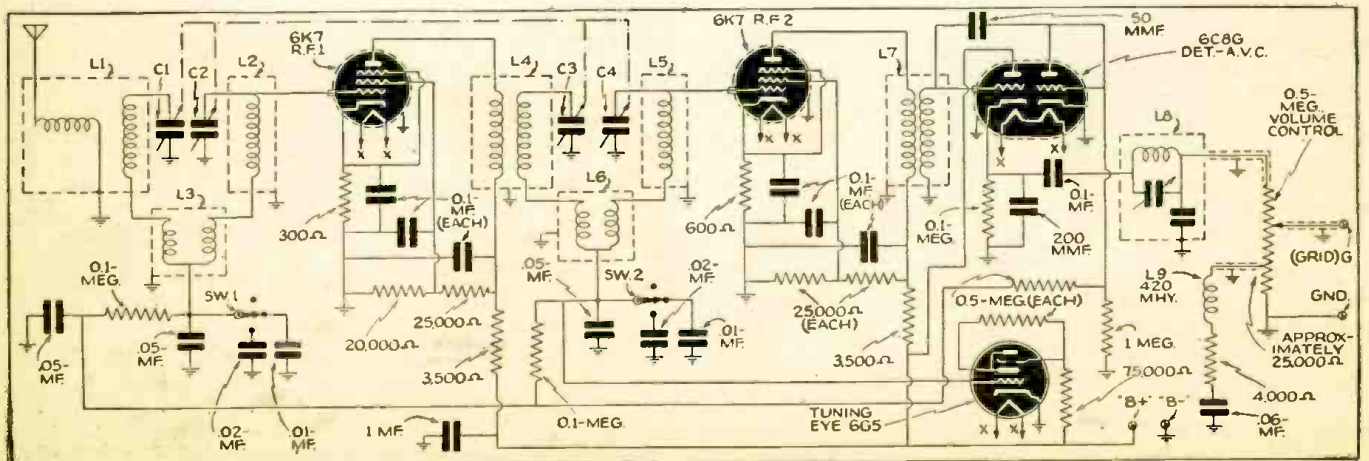 L1
C1
C2
L2
6K7
R.F.1
L4
C3
C4
L5
6K7 R.F.2
L7
50
MMF.
6C8G
DET.-A.V.C.
0.5-
MEG.
VOLUME
CONTROL
L3
X
X
300Ω
0.1-
MF.
(EACH)
L6
X
X
600Ω
0.1-
MF.
(EACH)
X
X
0.1-
MEG.
200
MMF.
0.1-
MF.
L8
(GRID)G
GND.
0.1-
MEG.
SW.1
.05-
MF.
.05-
MF.
.02-
MF.
.01-
MF.
20,000Ω
25,000Ω
3,500Ω
1 MF.
.05-
MF.
SW.2
.02-
MF.
.01-
MF.
0.1-MEG.
25,000Ω
(EACH)
3,500Ω
0.5-MEG.(EACH)
TUNING
EYE 6G5
X
X
1 MEG.
75,000Ω
"B+"
"B-"
L9
420
MHY.
APPROX-
IMATELY
25,000Ω
4,000Ω
.06-
MF.